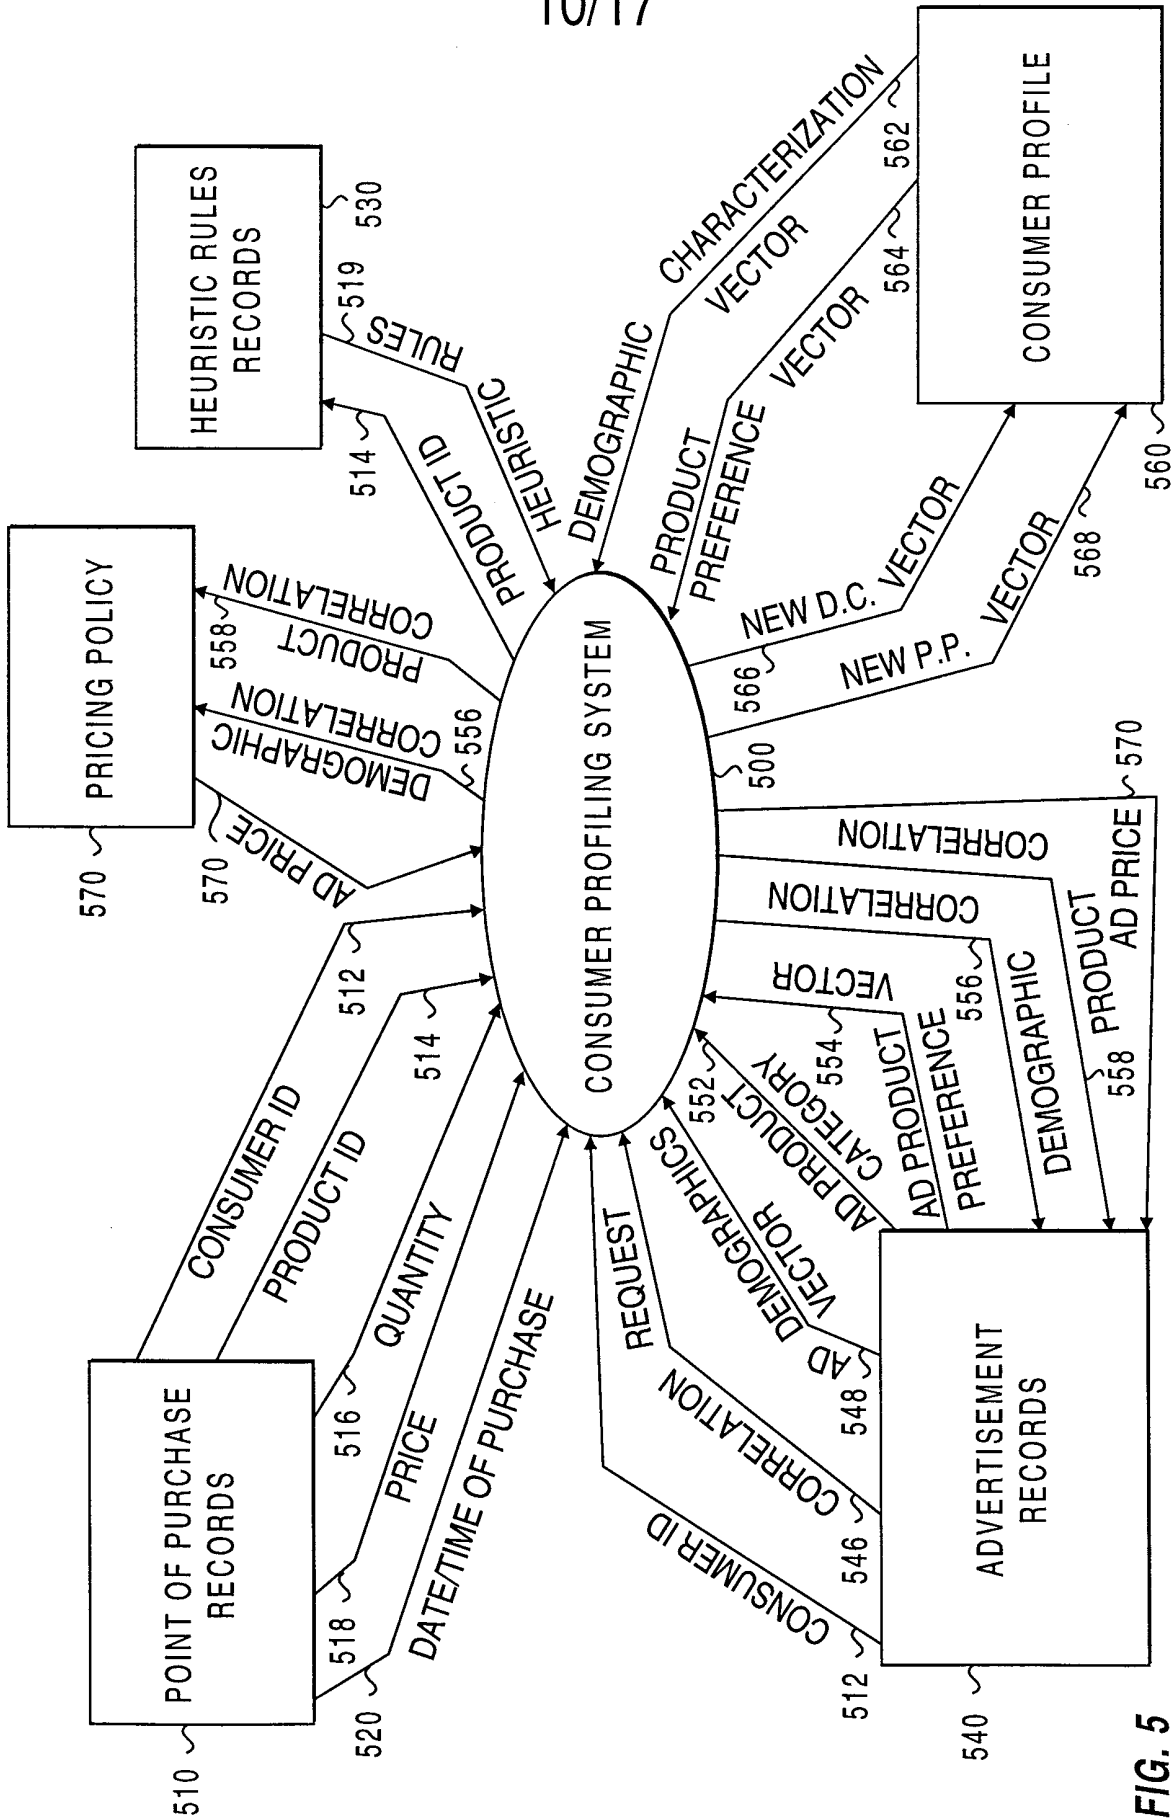 10/17
POINT OF PURCHASE
RECORDS
510
CONSUMER ID
512
PRODUCT ID
514
QUANTITY
516
PRICE
518
DATE/TIME OF PURCHASE
520
PRICING POLICY
570
AD PRICE
570
DEMOGRAPHIC
CORRELATION
556
PRODUCT
CORRELATION
558
HEURISTIC RULES
RECORDS
530
PRODUCT ID
514
HEURISTIC
RULES
519
CONSUMER PROFILING SYSTEM
500
CONSUMER ID
512
CORRELATION
REQUEST
546
AD
DEMOGRAPHICS
VECTOR
548
AD PRODUCT
CATEGORY
552
AD PRODUCT
PREFERENCE
VECTOR
554
DEMOGRAPHIC
CORRELATION
556
PRODUCT
CORRELATION
558
AD PRICE
570
ADVERTISEMENT
RECORDS
540
DEMOGRAPHIC
CHARACTERIZATION
VECTOR
562
PRODUCT
PREFERENCE
VECTOR
564
NEW D.C.
VECTOR
566
NEW P.P.
VECTOR
568
CONSUMER PROFILE
560
FIG. 5